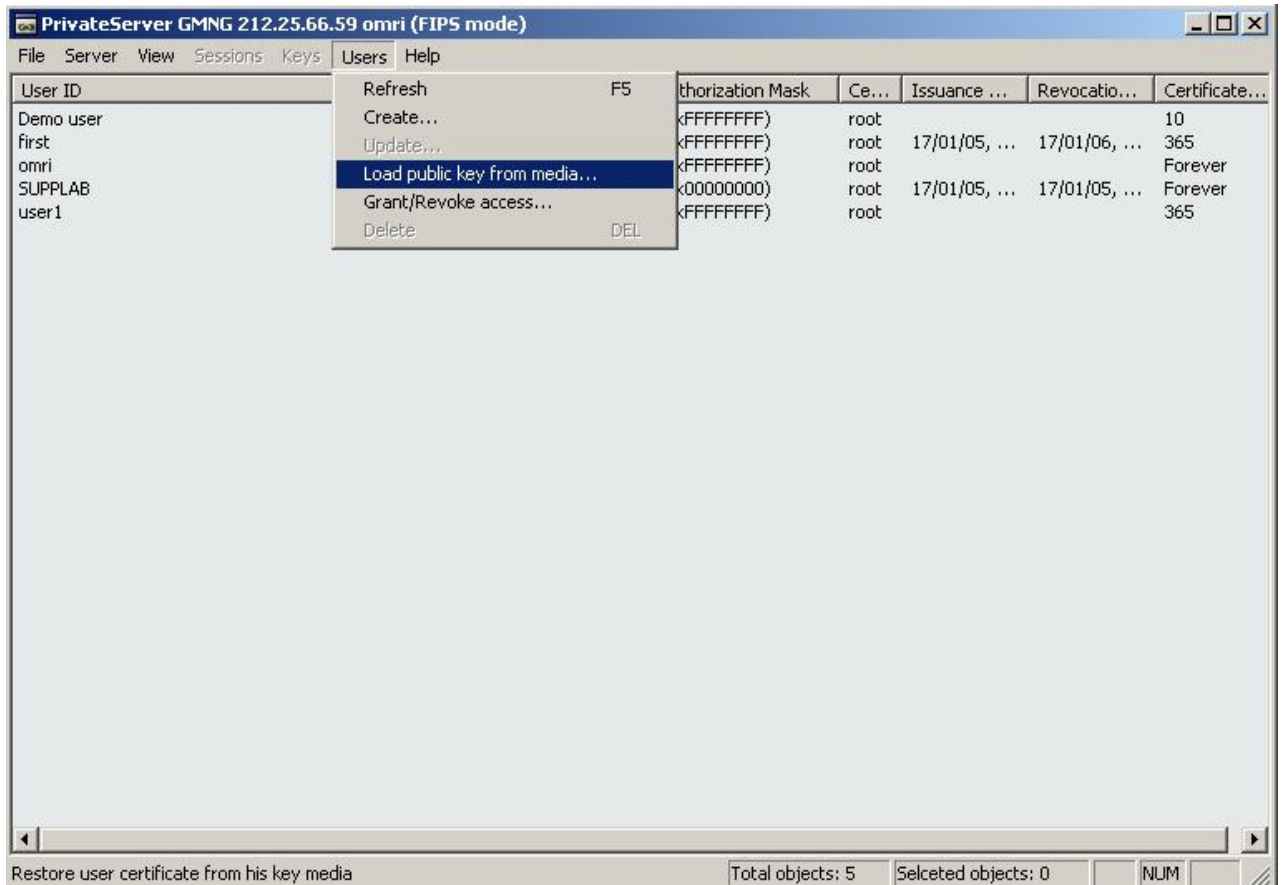 PrivateServer GMNG 212.25.66.59 omri (FIPS mode)
File Server View Sessions Keys Users Help
User ID thorization Mask Ce... Issuance ... Revocatio... Certificate...
Refresh F5
Create...
Update...
Load public key from media...
Grant/Revoke access...
Delete DEL
Demo user xFFFFFFFF) root 10
first xFFFFFFFF) root 17/01/05, ... 17/01/06, ... 365
omri xFFFFFFFF) root Forever
SUPPLAB x00000000) root 17/01/05, ... 17/01/05, ... Forever
user1 xFFFFFFFF) root 365
Restore user certificate from his key media Total objects: 5 Selceted objects: 0 NUM